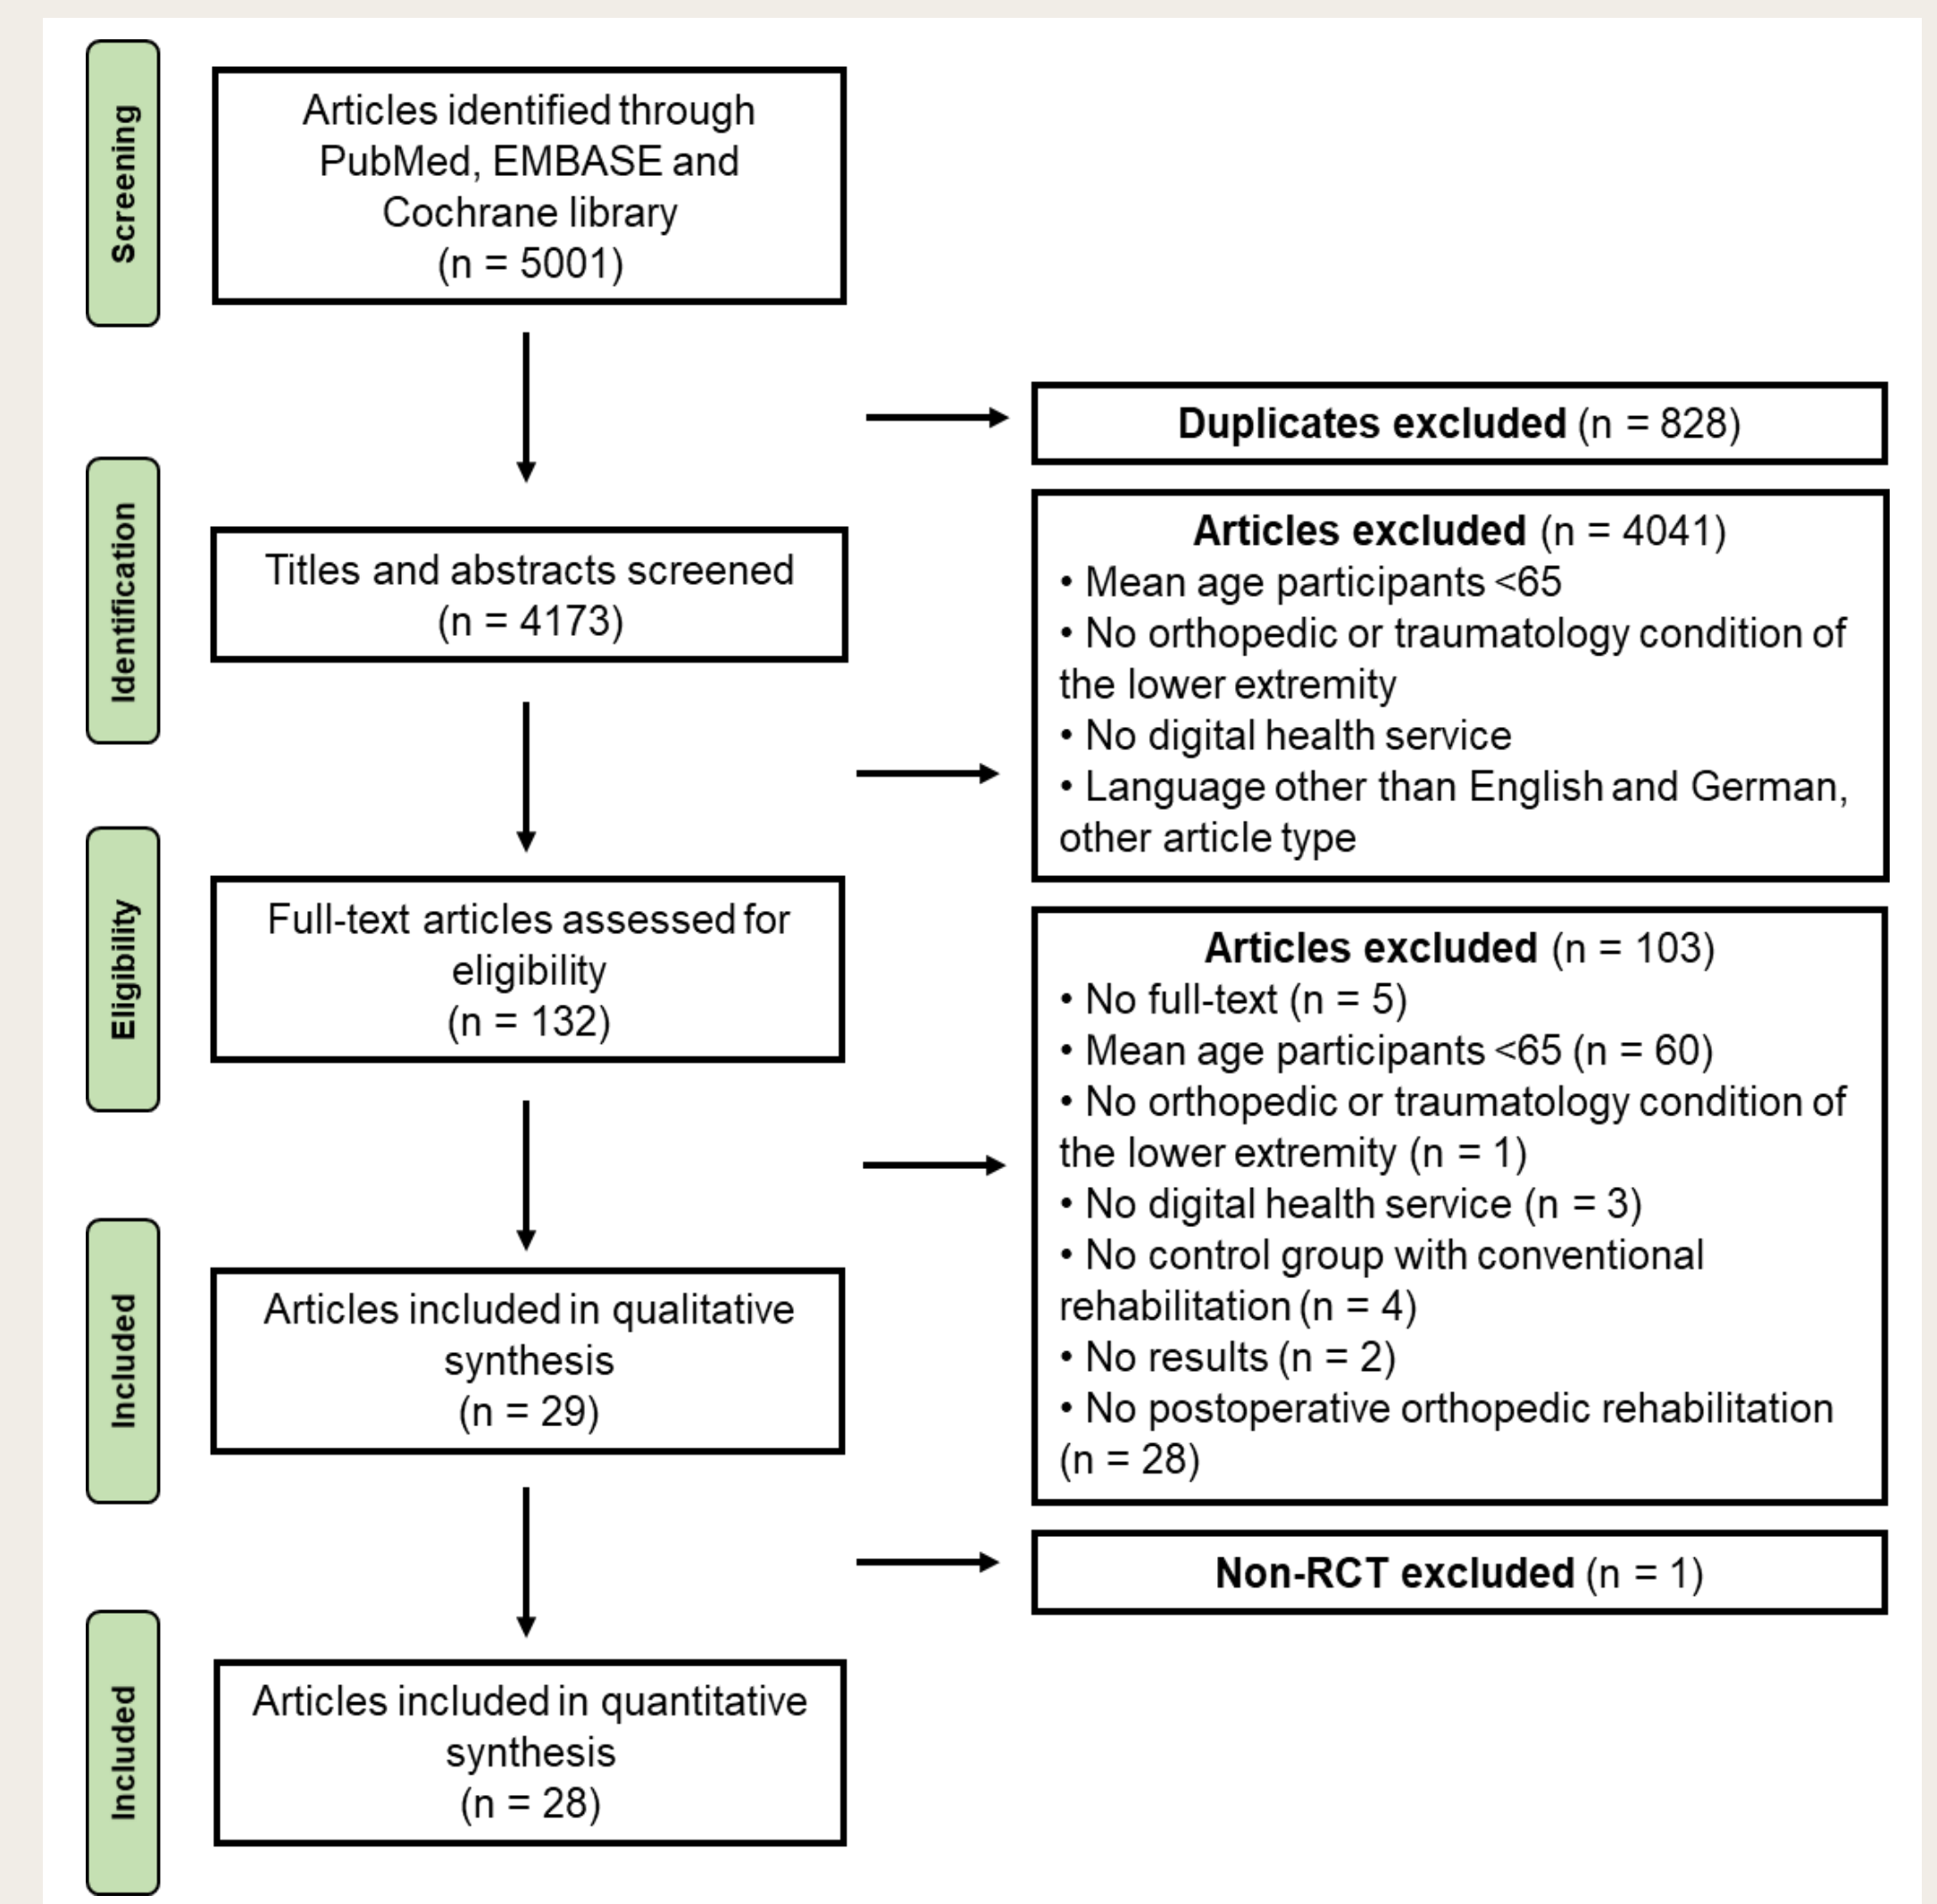 Screening
Articles identified through
PubMed, EMBASE and
Cochrane library
(n = 5001)
Duplicates excluded (n = 828)
Identification
Titles and abstracts screened
(n = 4173)
Articles excluded (n = 4041)
• Mean age participants <65
• No orthopedic or traumatology condition of
the lower extremity
• No digital health service
• Language other than English and German,
other article type
Eligibility
Full-text articles assessed for
eligibility
(n = 132)
Articles excluded (n = 103)
• No full-text (n = 5)
• Mean age participants <65 (n = 60)
• No orthopedic or traumatology condition of
the lower extremity (n = 1)
• No digital health service (n = 3)
• No control group with conventional
rehabilitation (n = 4)
• No results (n = 2)
• No postoperative orthopedic rehabilitation
(n = 28)
Included
Articles included in qualitative
synthesis
(n = 29)
Non-RCT excluded (n = 1)
Included
Articles included in quantitative
synthesis
(n = 28)